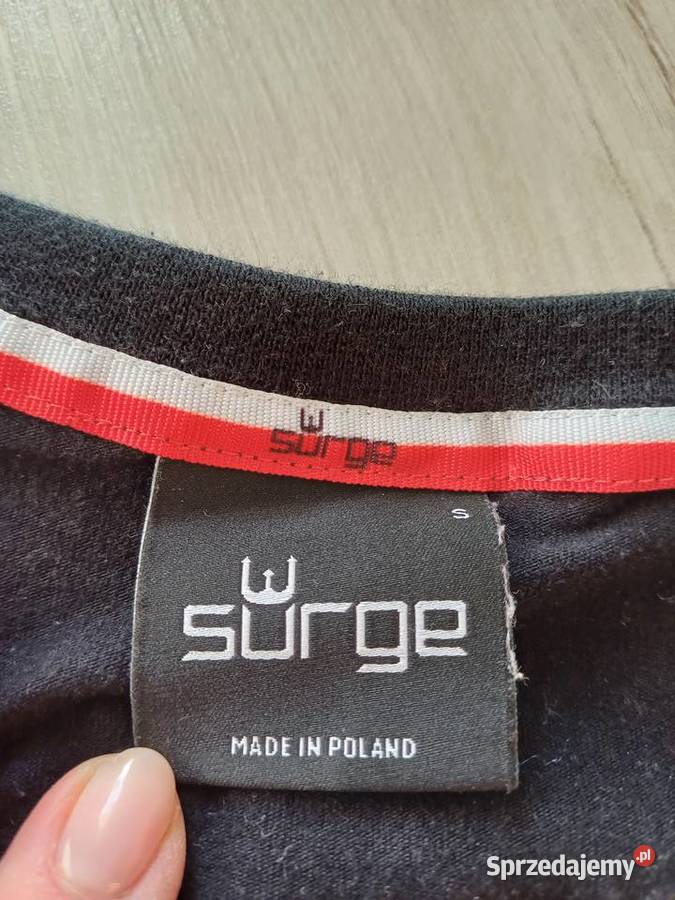 surge
S
surge
MADE IN POLAND
Sprzedajemy.pl